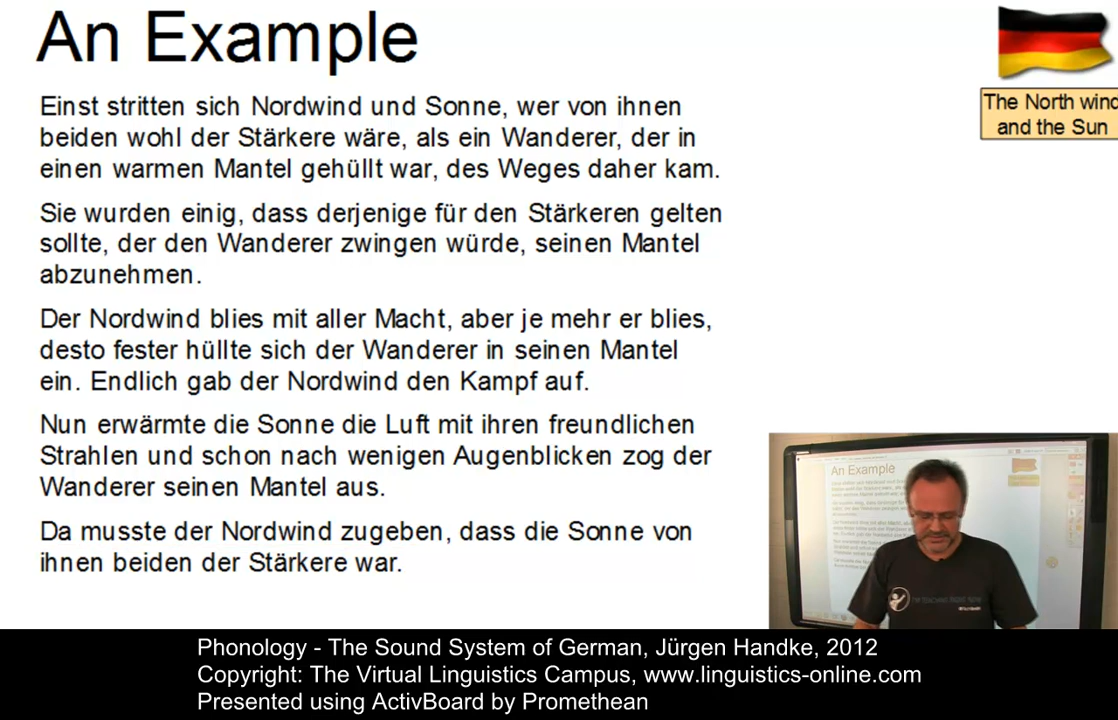 An Example
Einst stritten sich Nordwind und Sonne, wer von ihnen
beiden wohl der Stärkere wäre, als ein Wanderer, der in
einen warmen Mantel gehüllt war, des Weges daher kam.
Sie wurden einig, dass derjenige für den Stärkeren gelten
sollte, der den Wanderer zwingen würde, seinen Mantel
abzunehmen.
Der Nordwind blies mit aller Macht, aber je mehr er blies,
desto fester hüllte sich der Wanderer in seinen Mantel
ein. Endlich gab der Nordwind den Kampf auf.
Nun erwärmte die Sonne die Luft mit ihren freundlichen
Strahlen und schon nach wenigen Augenblicken zog der
Wanderer seinen Mantel aus.
Da musste der Nordwind zugeben, dass die Sonne von
ihnen beiden der Stärkere war.
The North wind
and the Sun
An Example
Phonology - The Sound System of German, Jürgen Handke, 2012
Copyright: The Virtual Linguistics Campus, www.linguistics-online.com
Presented using ActivBoard by Promethean